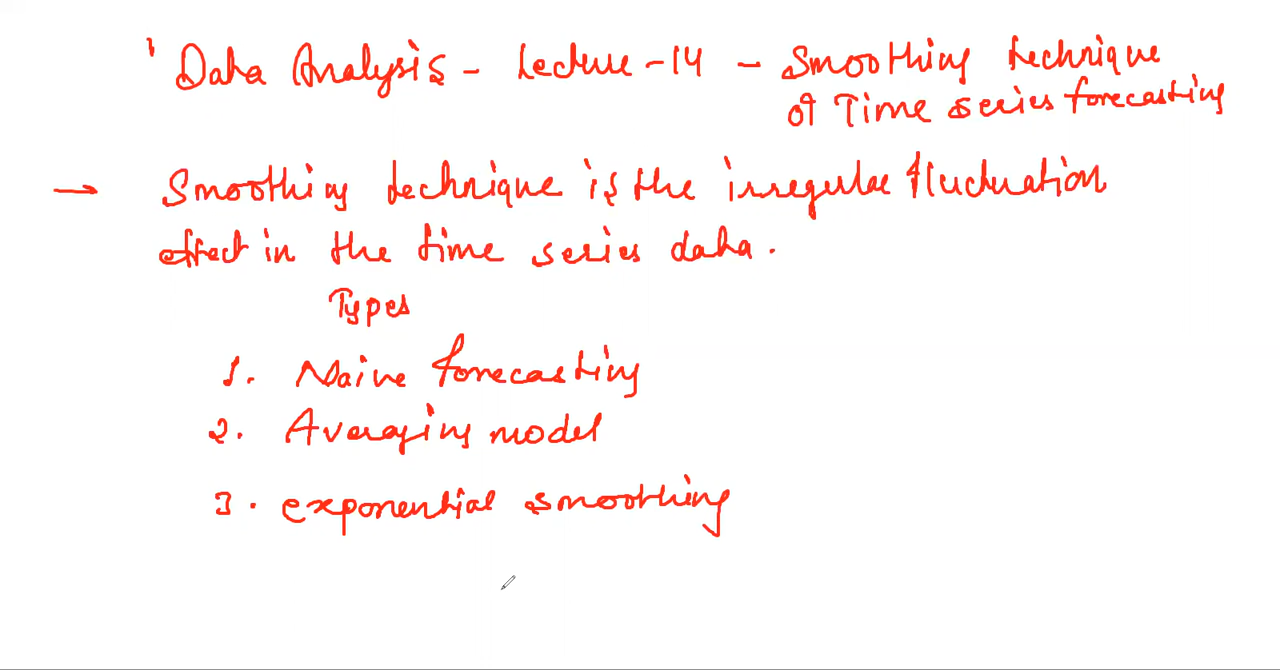 Data Analysis - Lecture-14 - Smoothing technique
of Time series forecasting
→ Smoothing technique is the irregular fluctuation
effect in the time series data.
Types
1. Naive forecasting
2. Averaging model
3. exponential smoothing